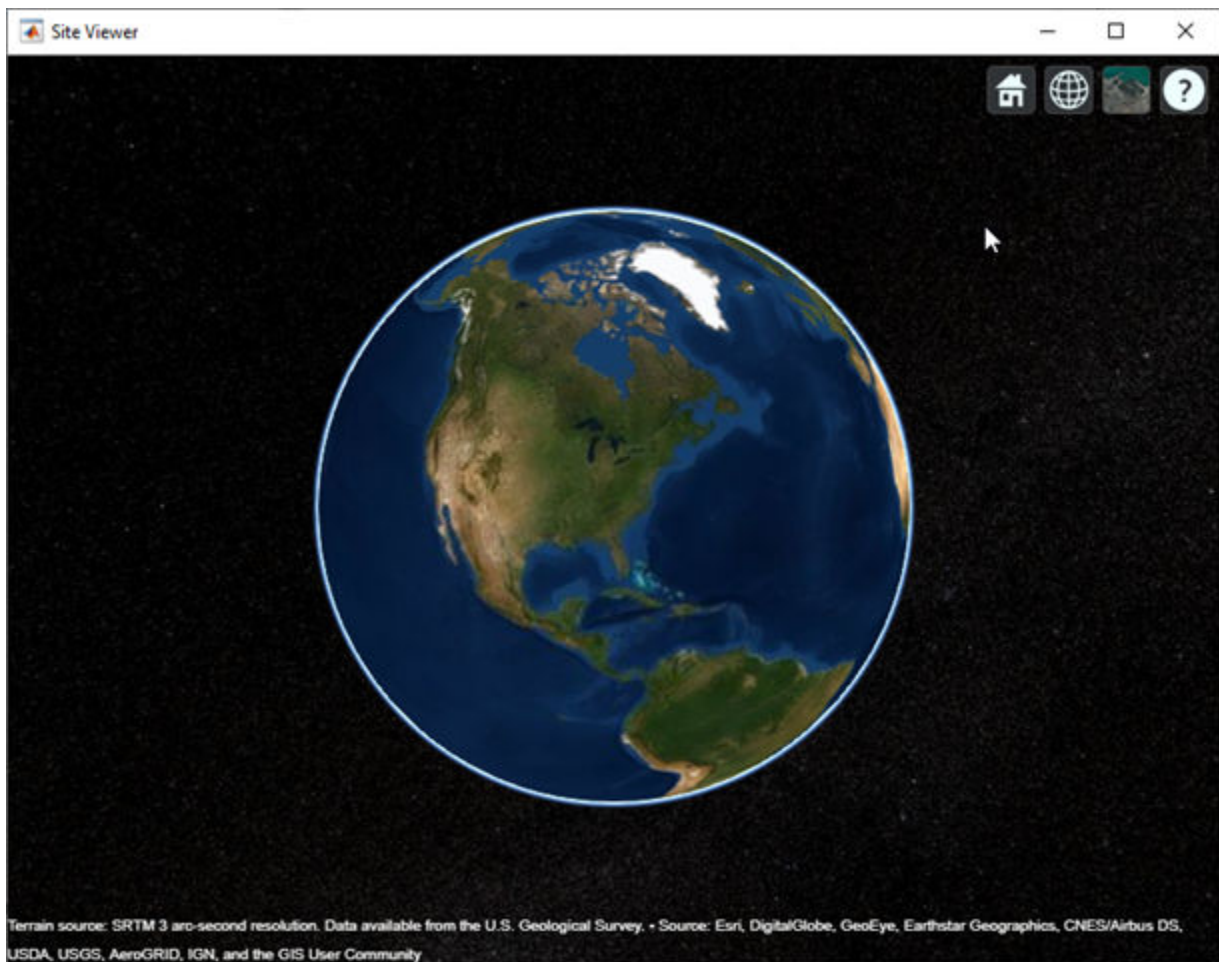 Site Viewer
?
Terrain source: SRTM 3 arc-second resolution. Data available from the U.S. Geological Survey. • Source: Esri, DigitalGlobe, GeoEye, Earthstar Geographics, CNES/Airbus DS,
USDA, USGS, AeroGRID, IGN, and the GIS User Community